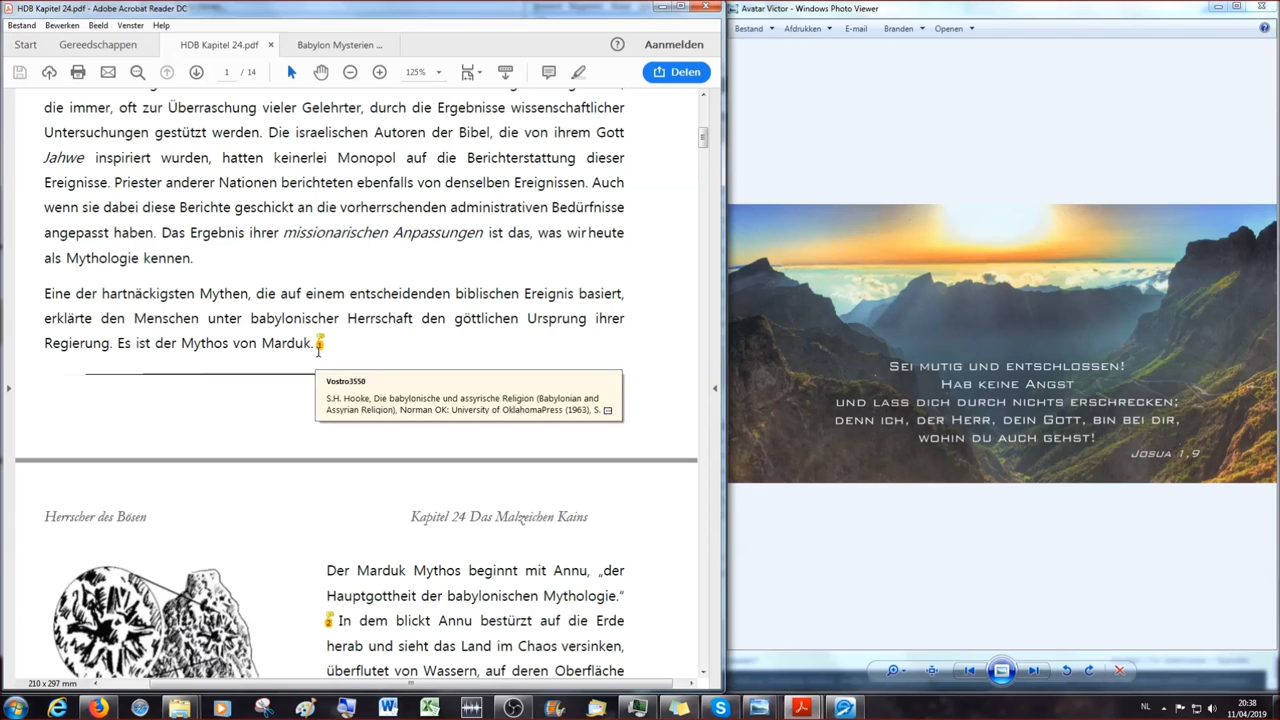 HDB Kapitel 24.pdf - Adobe Acrobat Reader DC
Bestand Bewerken Beeld Venster Help
Start Gereedschappen HDB Kapitel 24.pdf × Babylon Mysterien ... Anmelden
1 / 14 125% Delen
die immer, oft zur Überraschung vieler Gelehrter, durch die Ergebnisse wissenschaftlicher
Untersuchungen gestützt werden. Die israelischen Autoren der Bibel, die von ihrem Gott
Jahwe inspiriert wurden, hatten keinerlei Monopol auf die Berichterstattung dieser
Ereignisse. Priester anderer Nationen berichteten ebenfalls von denselben Ereignissen. Auch
wenn sie dabei diese Berichte geschickt an die vorherrschenden administrativen Bedürfnisse
angepasst haben. Das Ergebnis ihrer missionarischen Anpassungen ist das, was wir heute
als Mythologie kennen.
Eine der hartnäckigsten Mythen, die auf einem entscheidenden biblischen Ereignis basiert,
erklärte den Menschen unter babylonischer Herrschaft den göttlichen Ursprung ihrer
Regierung. Es ist der Mythos von Marduk.
Vostro3550
S.H. Hooke, Die babylonische und assyrische Religion (Babylonian and
Assyrian Religion), Norman OK: University of OklahomaPress (1963), S.
Herrscher des Bösen Kapitel 24 Das Malzeichen Kains
Der Marduk Mythos beginnt mit Annu, „der
Hauptgottheit der babylonischen Mythologie.“
In dem blickt Annu bestürzt auf die Erde
herab und sieht das Land im Chaos versinken,
überflutet von Wassern, auf deren Oberfläche
210 x 297 mm
Avatar Victor - Windows Photo Viewer
Bestand Afdrukken E-mail Branden Openen
Sei mutig und entschlossen!
Hab keine Angst
und lass dich durch nichts erschrecken;
denn ich, der Herr, dein Gott, bin bei dir,
wohin du auch gehst!
Josua 1,9
NL 20:38
11/04/2019